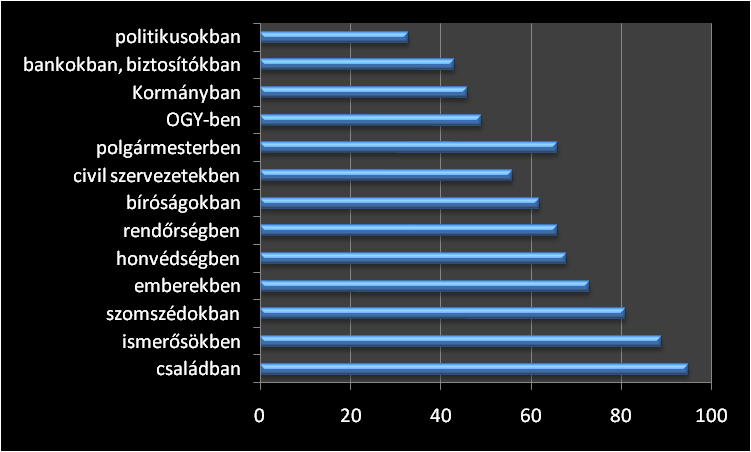 politikusokban
bankokban, biztosítókban
Kormányban
OGY-ben
polgármesterben
civil szervezetekben
bíróságokban
rendőrségben
honvédségben
emberekben
szomszédokban
ismerősökben
családban
0 20 40 60 80 100